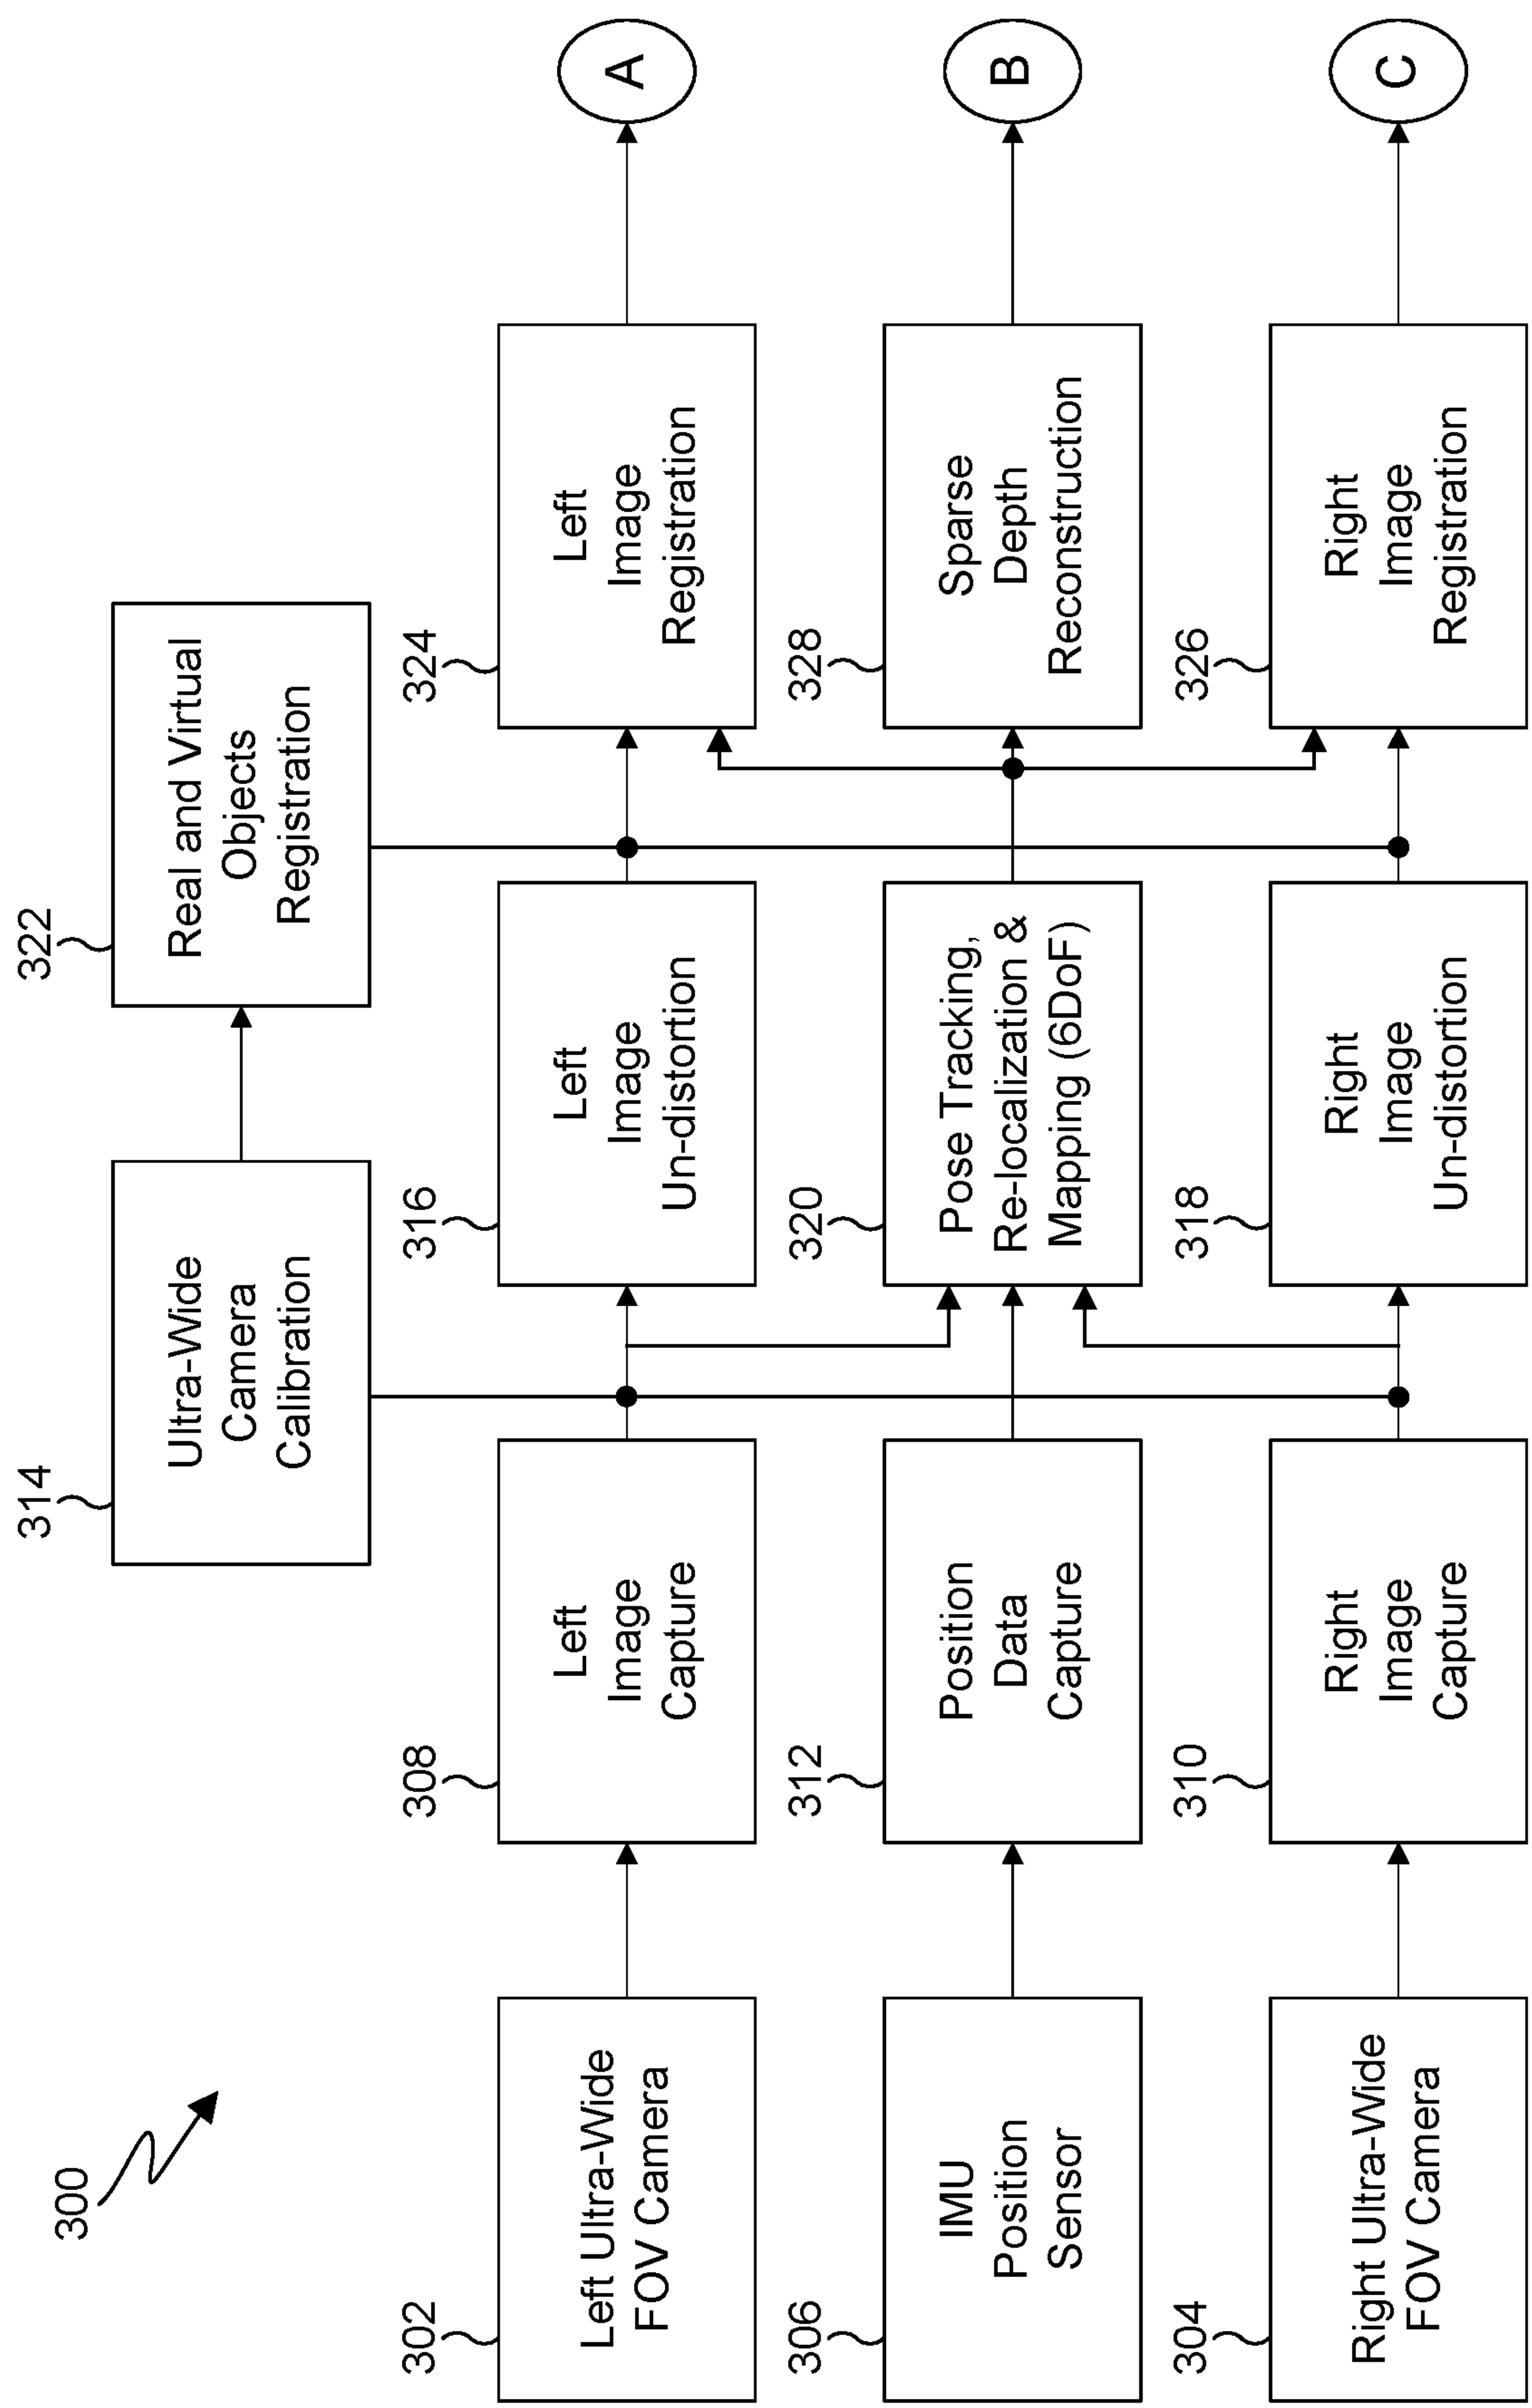 300
314
Ultra-Wide
Camera
Calibration
322
Real and Virtual
Objects
Registration
302
Left Ultra-Wide
FOV Camera
308
Left
Image
Capture
316
Left
Image
Un-distortion
324
Left
Image
Registration
A
306
IMU
Position
Sensor
312
Position
Data
Capture
320
Pose Tracking,
Re-localization &
Mapping (6DoF)
328
Sparse
Depth
Reconstruction
B
304
Right Ultra-Wide
FOV Camera
310
Right
Image
Capture
318
Right
Image
Un-distortion
326
Right
Image
Registration
C